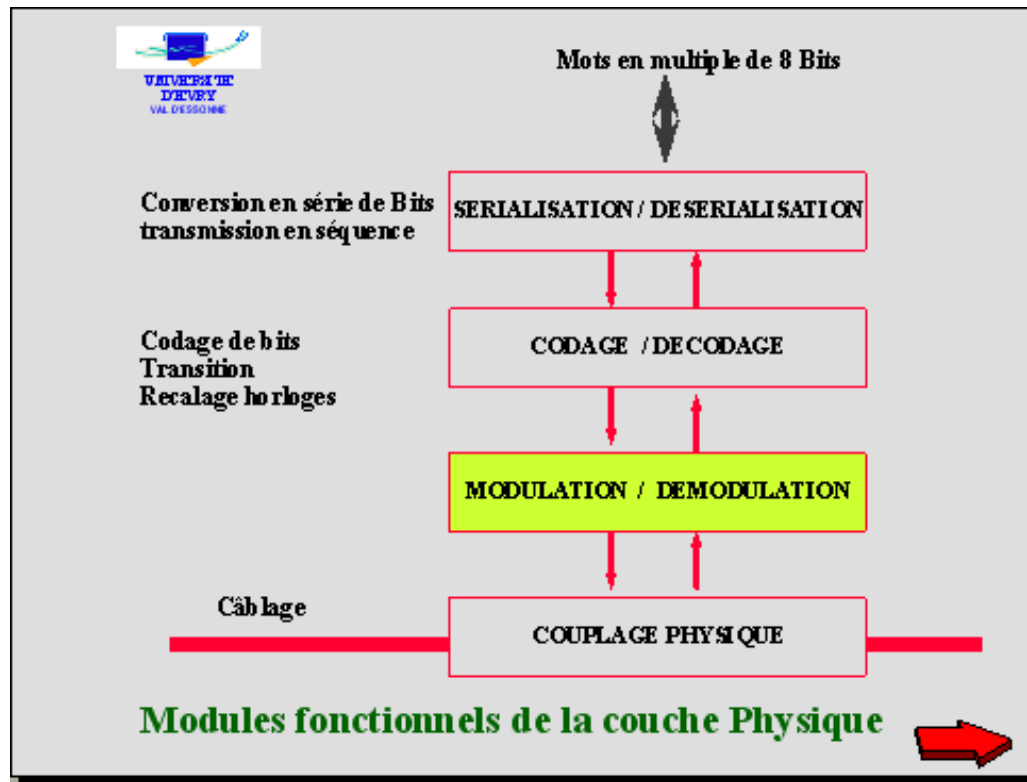 UNIVERSITE
D'EVRY
VAL D'ESSONNE
Mots en multiple de 8 Bits
Conversion en série de Bits
transmission en séquence
SERIALISATION / DESERIALISATION
Codage de bits
Transition
Recalage horloges
CODAGE / DECODAGE
MODULATION / DEMODULATION
Câblage
COUPLAGE PHYSIQUE
Modules fonctionnels de la couche Physique